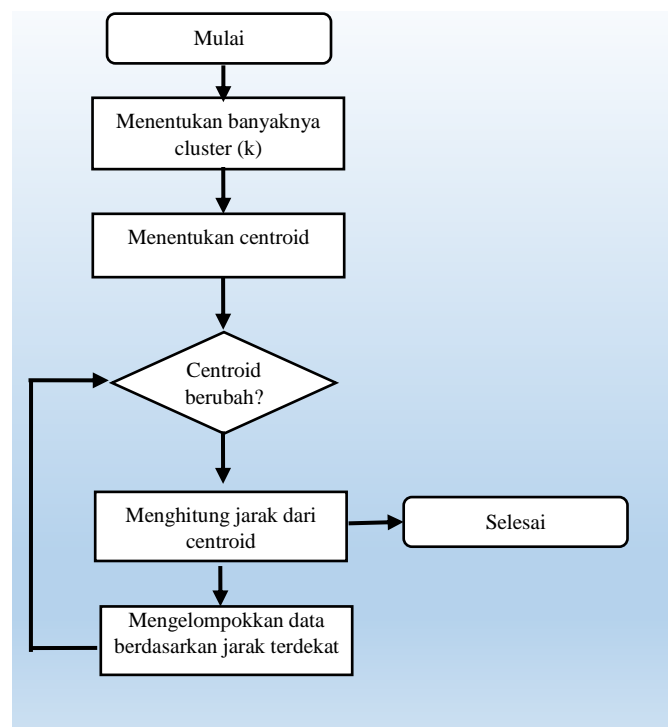 Mulai
Menentukan banyaknya
cluster (k)
Menentukan centroid
Centroid
berubah?
Menghitung jarak dari
centroid
Selesai
Mengelompokkan data
berdasarkan jarak terdekat